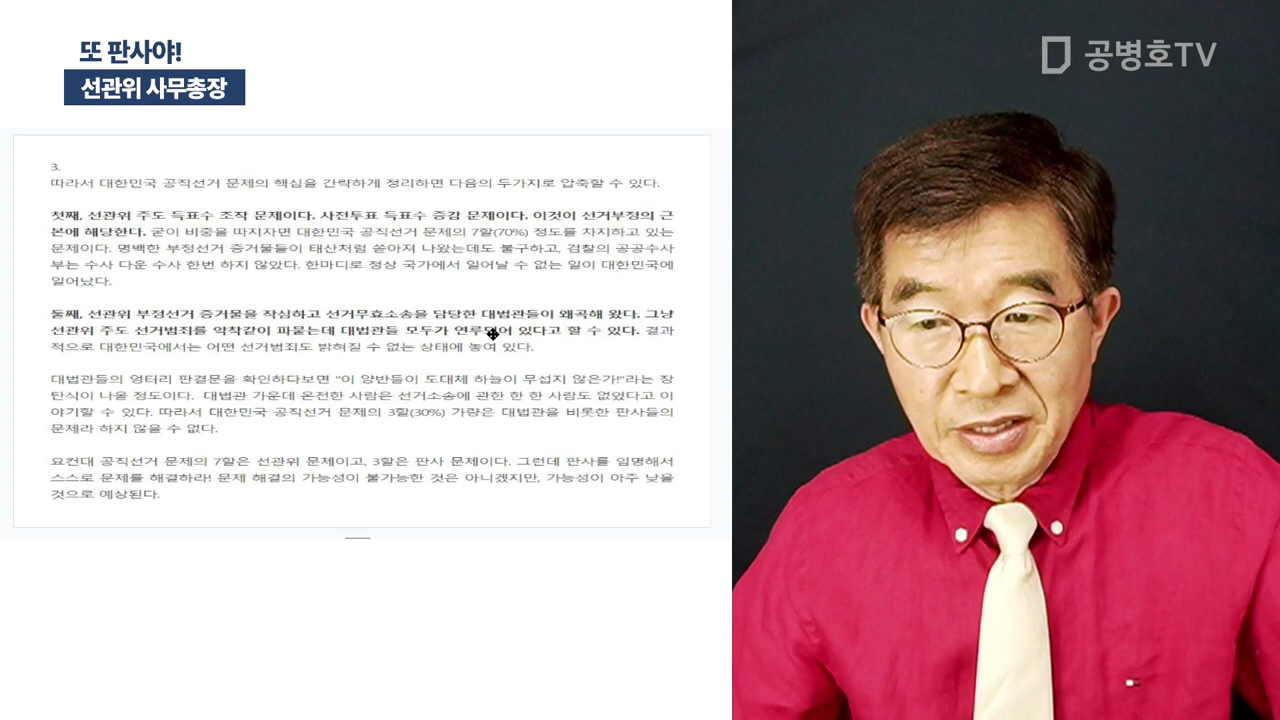 또 판사야!
선관위 사무총장
공병호TV
3.
따라서 대한민국 공직선거 문제의 핵심을 간략하게 정리하면 다음의 두가지로 압축할 수 있다.
첫째, 선관위 주도 득표수 조작 문제이다. 사전투표 득표수 증감 문제이다. 이것이 선거부정의 근
본에 해당한다. 굳이 비중을 따지자면 대한민국 공직선거 문제의 7할(70%) 정도를 차지하고 있는
문제이다. 명백한 부정선거 증거물들이 태산처럼 쏟아져 나왔는데도 불구하고, 검찰의 공공수사
부는 수사 다운 수사 한번 하지 않았다. 한마디로 정상 국가에서 일어날 수 없는 일이 대한민국에
일어났다.
둘째, 선관위 부정선거 증거물을 작심하고 선거무효소송을 담당한 대법관들이 왜곡해 왔다. 그냥
선관위 주도 선거범죄를 악착같이 파묻는데 대법관들 모두가 연루되어 있다고 할 수 있다. 결과
적으로 대한민국에서는 어떤 선거범죄도 밝혀질 수 없는 상태에 놓여 있다.
대법관들의 엉터리 판결문을 확인하다보면 "이 양반들이 도대체 하늘이 무섭지 않은가!"라는 장
탄식이 나올 정도이다. 대법관 가운데 온전한 사람은 선거소송에 관한 한 한 사람도 없었다고 이
야기할 수 있다. 따라서 대한민국 공직선거 문제의 3할(30%) 가량은 대법관을 비롯한 판사들의
문제라 하지 않을 수 없다.
요컨대 공직선거 문제의 7할은 선관위 문제이고, 3할은 판사 문제이다. 그런데 판사를 임명해서
스스로 문제를 해결하라! 문제 해결의 가능성이 불가능한 것은 아니겠지만, 가능성이 아주 낮을
것으로 예상된다.